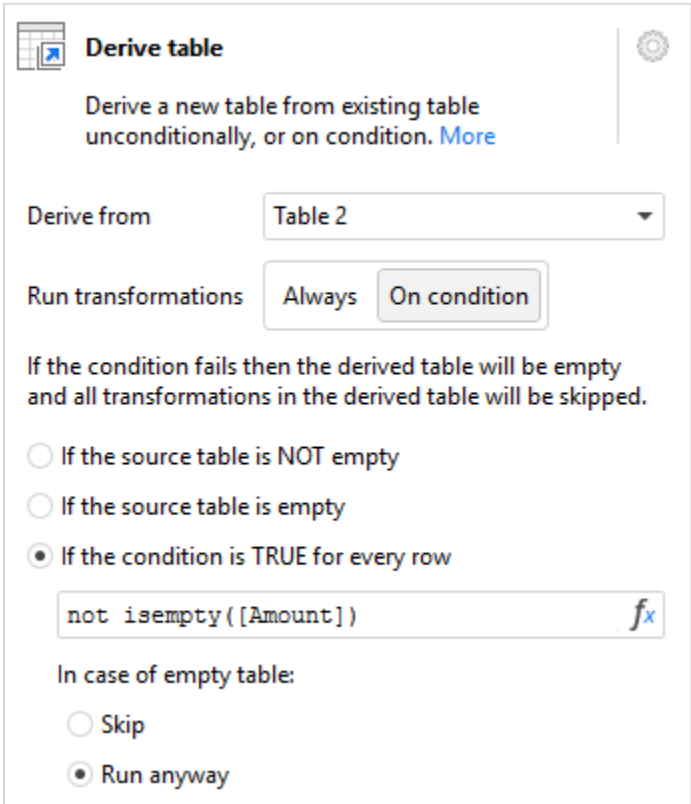 Derive table
Derive a new table from existing table
unconditionally, or on condition. More
Derive from Table 2
Run transformations Always On condition
If the condition fails then the derived table will be empty
and all transformations in the derived table will be skipped.
If the source table is NOT empty
If the source table is empty
If the condition is TRUE for every row
not isempty([Amount]) fx
In case of empty table:
Skip
Run anyway